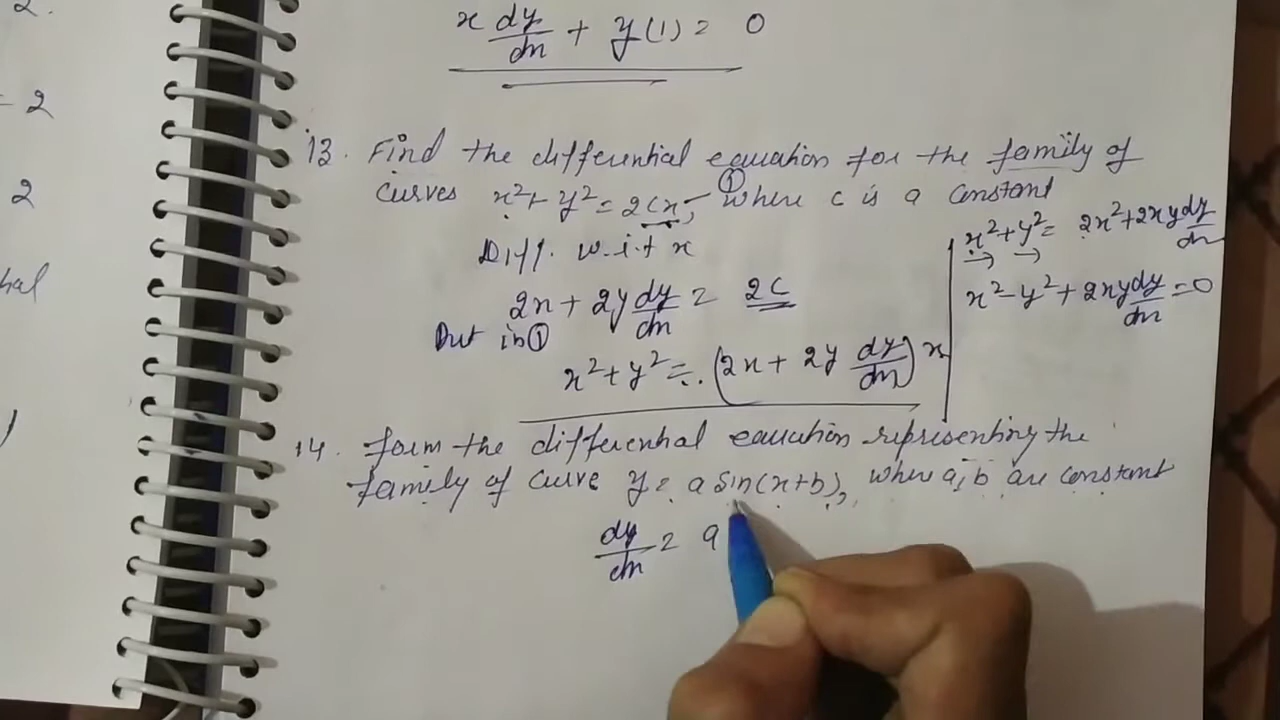 2.
= 2
2
x dy/dx + y(1) = 0
13. Find the differential equation for the family of
curves x² + y² = 2Cx, — ① where c is a constant
Diff. w.r.t x
2x + 2y dy/dx = 2C
Put in ①
x² + y² = (2x + 2y dy/dx) x
x² + y² = 2x² + 2xy dy/dx
x² - y² + 2xy dy/dx = 0
14. form the differential equation representing the
family of curve y = a sin(x+b), where a, b are constant
dy/dx = a